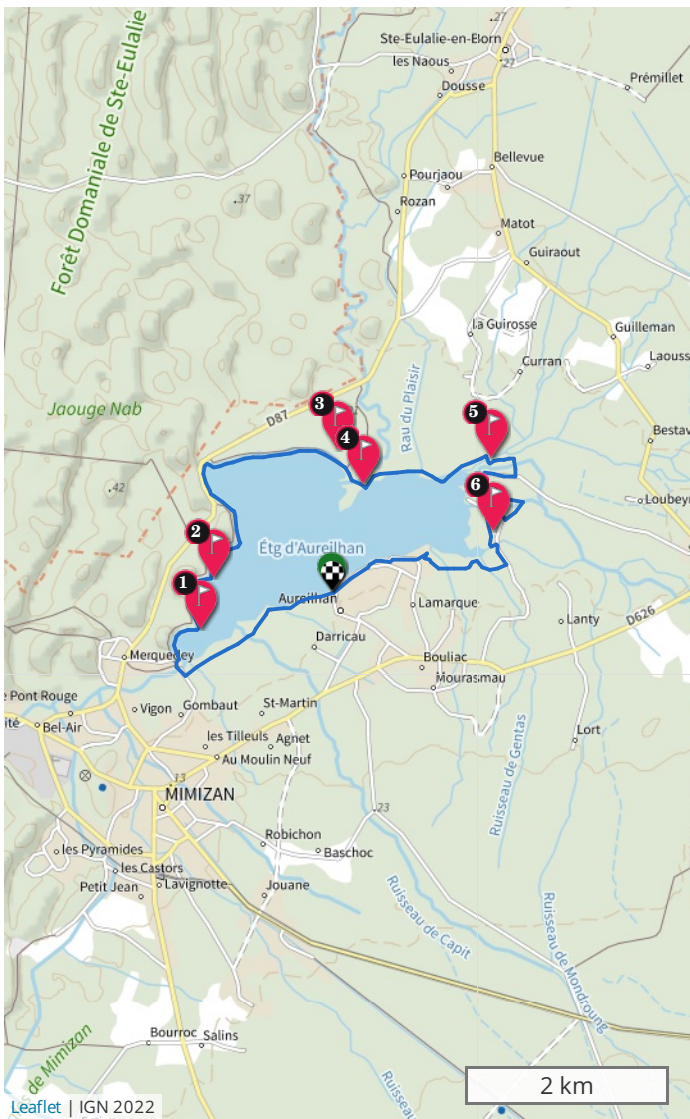 .27
Ste-Eulalie-en-Born
les Naous
.27
Prémillet
Dousse
Forêt Domaniale de Ste-Eulalie
Bellevue
Pourjaou
.37
Rozan
Matot
Guiraout
la Guirosse
Guilleman
Curran
Laouss
Rau du Plaisir
Jaouge Nab
D87
3
5
4
Bestav
.42
6
Loubey
2
Étg d'Aureilhan
1
Aureilhan
Lamarque
D626
Lanty
Darricau
Merquedey
Bouliac
Mourasmau
e Pont Rouge
Vigon
Gombaut
St-Martin
ité
Bel-Air
les Tilleuls
Agnet
Lort
Au Moulin Neuf
Ruisseau de Gentas
13
MIMIZAN
.23
Robichon
les Pyramides
Baschoc
les Castors
Petit Jean
Lavignotte
Jouane
Ruisseau de Capit
Ruisseau de Mondroung
Bourroc
Salins
de Mimizan
Ruisseau
2 km
Leaflet | IGN 2022